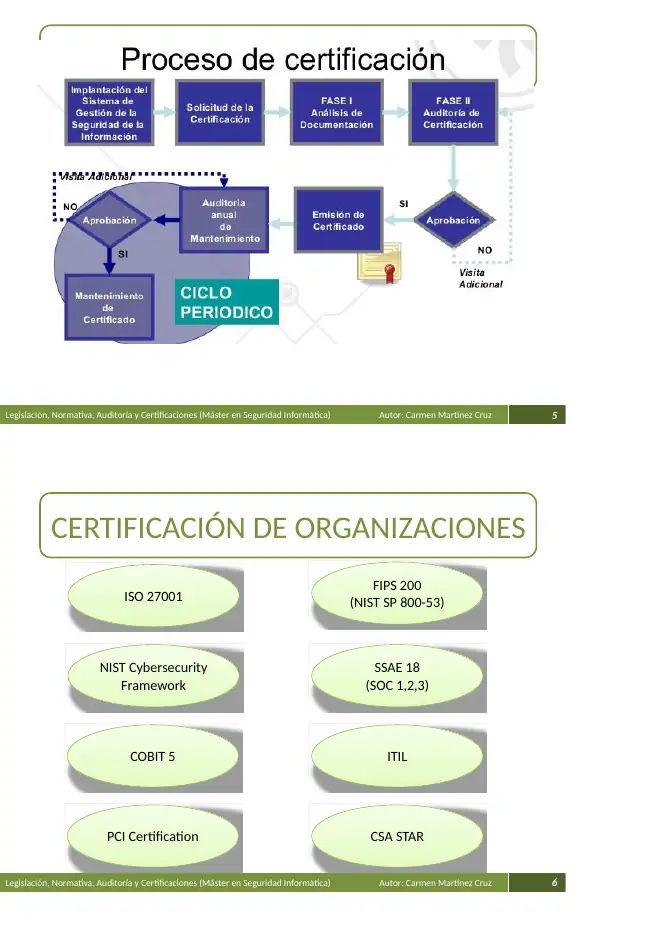 Proceso de certificación
Implantación del
Sistema de
Gestión de la
Seguridad de la
Información
Solicitud de la
Certificación
FASE I
Análisis de
Documentación
FASE II
Auditoría de
Certificación
Visita Adicional
NO
Aprobación
SI
Auditoría
anual
de
Mantenimiento
Emisión de
Certificado
SI
Aprobación
NO
Visita
Adicional
Mantenimiento
de
Certificado
CICLO
PERIODICO
Legislación, Normativa, Auditoría y Certificaciones (Máster en Seguridad Informática) Autor: Carmen Martínez Cruz 5
CERTIFICACIÓN DE ORGANIZACIONES
ISO 27001
FIPS 200
(NIST SP 800-53)
NIST Cybersecurity
Framework
SSAE 18
(SOC 1,2,3)
COBIT 5
ITIL
PCI Certification
CSA STAR
Legislación, Normativa, Auditoría y Certificaciones (Máster en Seguridad Informática) Autor: Carmen Martínez Cruz 6